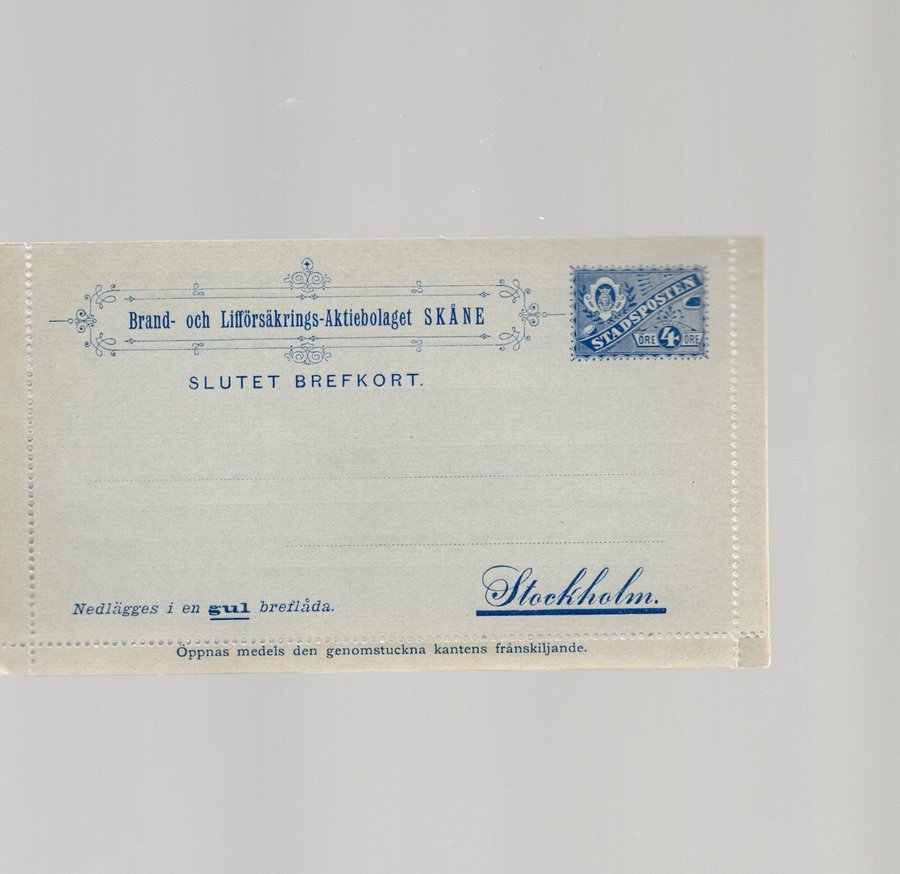 Brand- och Lifförsäkrings-Aktiebolaget SKÅNE
STADSPOSTEN
ÖRE 4 ÖRE
SLUTET BREFKORT.
Stockholm.
Nedlägges i en gul breflåda.
Öppnas medels den genomstuckna kantens frånskiljande.